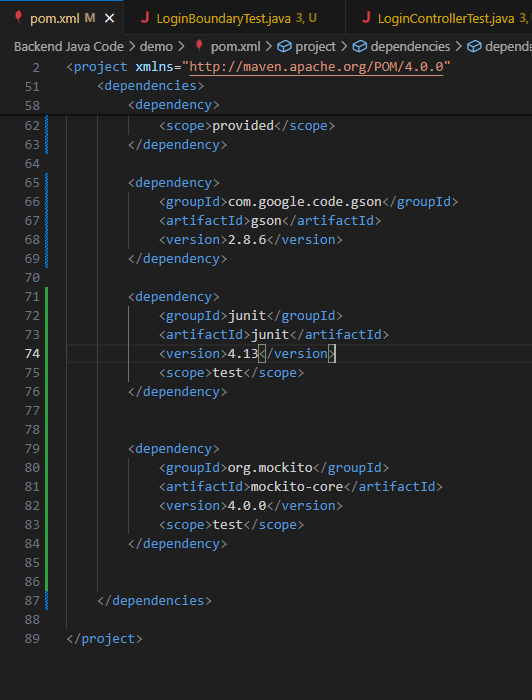 pom.xml M LoginBoundaryTest.java 3, U LoginControllerTest.java 3, U
Backend Java Code > demo > pom.xml > project > dependencies >
2 <project xmlns="http://maven.apache.org/POM/4.0.0"
51 <dependencies>
58 <dependency>
62 <scope>provided</scope>
63 </dependency>
64
65 <dependency>
66 <groupId>com.google.code.gson</groupId>
67 <artifactId>gson</artifactId>
68 <version>2.8.6</version>
69 </dependency>
70
71 <dependency>
72 <groupId>junit</groupId>
73 <artifactId>junit</artifactId>
74 <version>4.13</version>
75 <scope>test</scope>
76 </dependency>
77
78
79 <dependency>
80 <groupId>org.mockito</groupId>
81 <artifactId>mockito-core</artifactId>
82 <version>4.0.0</version>
83 <scope>test</scope>
84 </dependency>
85
86
87 </dependencies>
88
89 </project>